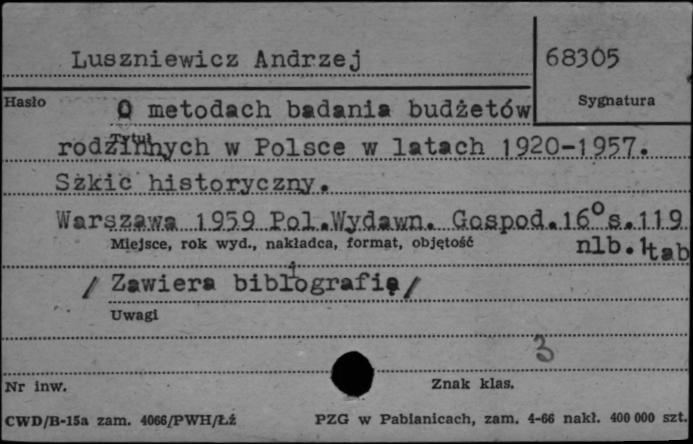 Luszniewicz Andrzej
68305
Hasło
Sygnatura
O metodach badania budżetów
Tytuł
rodzinnych w Polsce w latach 1920-1957.
Szkic historyczny.
Warszawa 1959 Pol.Wydawn. Gospod.16° s.119
Miejsce, rok wyd., nakładca, format, objętość
nlb.1tab
/ Zawiera bibliografię/
Uwagi
3
Nr inw.
Znak klas.
CWD/B-15a zam. 4066/PWH/Łź
PZG w Pabianicach, zam. 4-66 nakł. 400 000 szt.